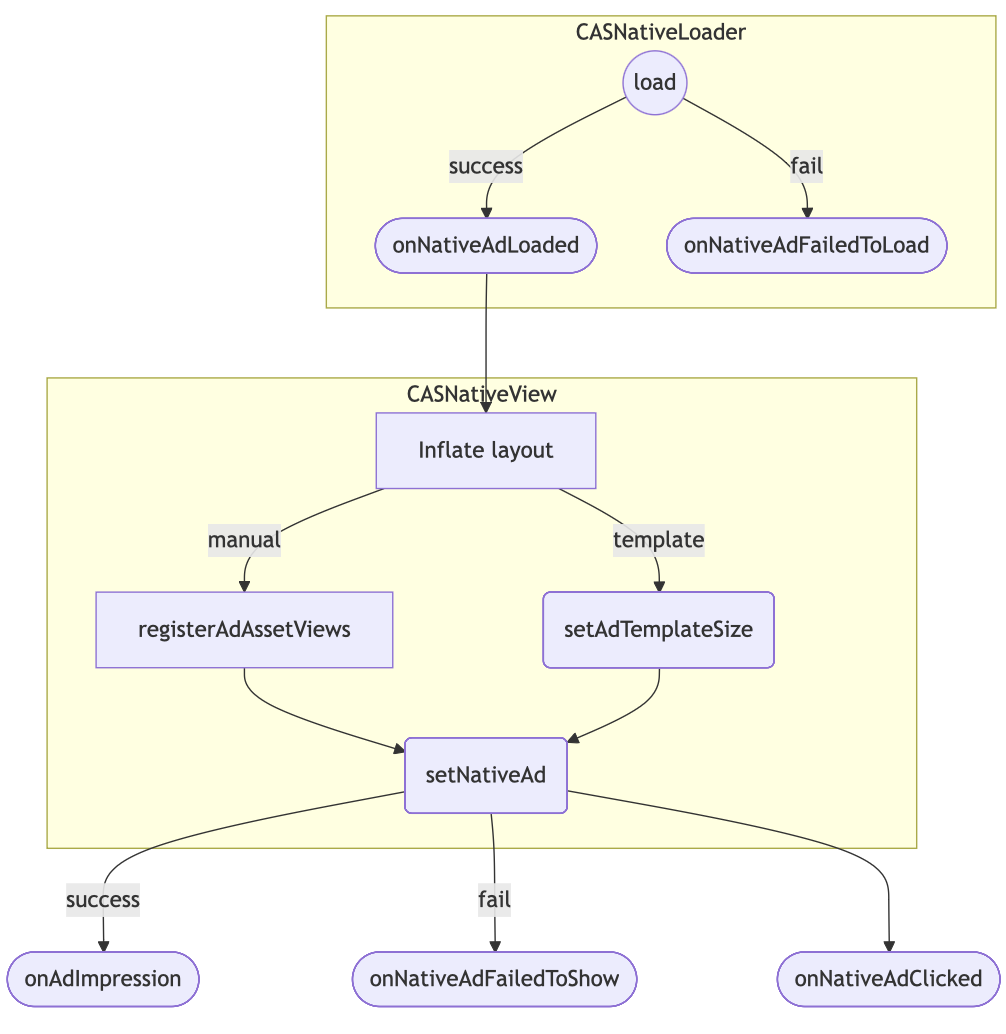 CASNativeLoader
load
success
fail
onNativeAdLoaded
onNativeAdFailedToLoad
CASNativeView
Inflate layout
manual
template
registerAdAssetViews
setAdTemplateSize
setNativeAd
success
fail
onAdImpression
onNativeAdFailedToShow
onNativeAdClicked